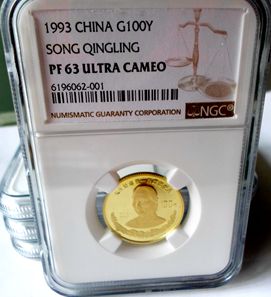 1993 CHINA G100Y
SONG QINGLING
PF 63 ULTRA CAMEO
6196062-001
NGC
NUMISMATIC GUARANTY CORPORATION